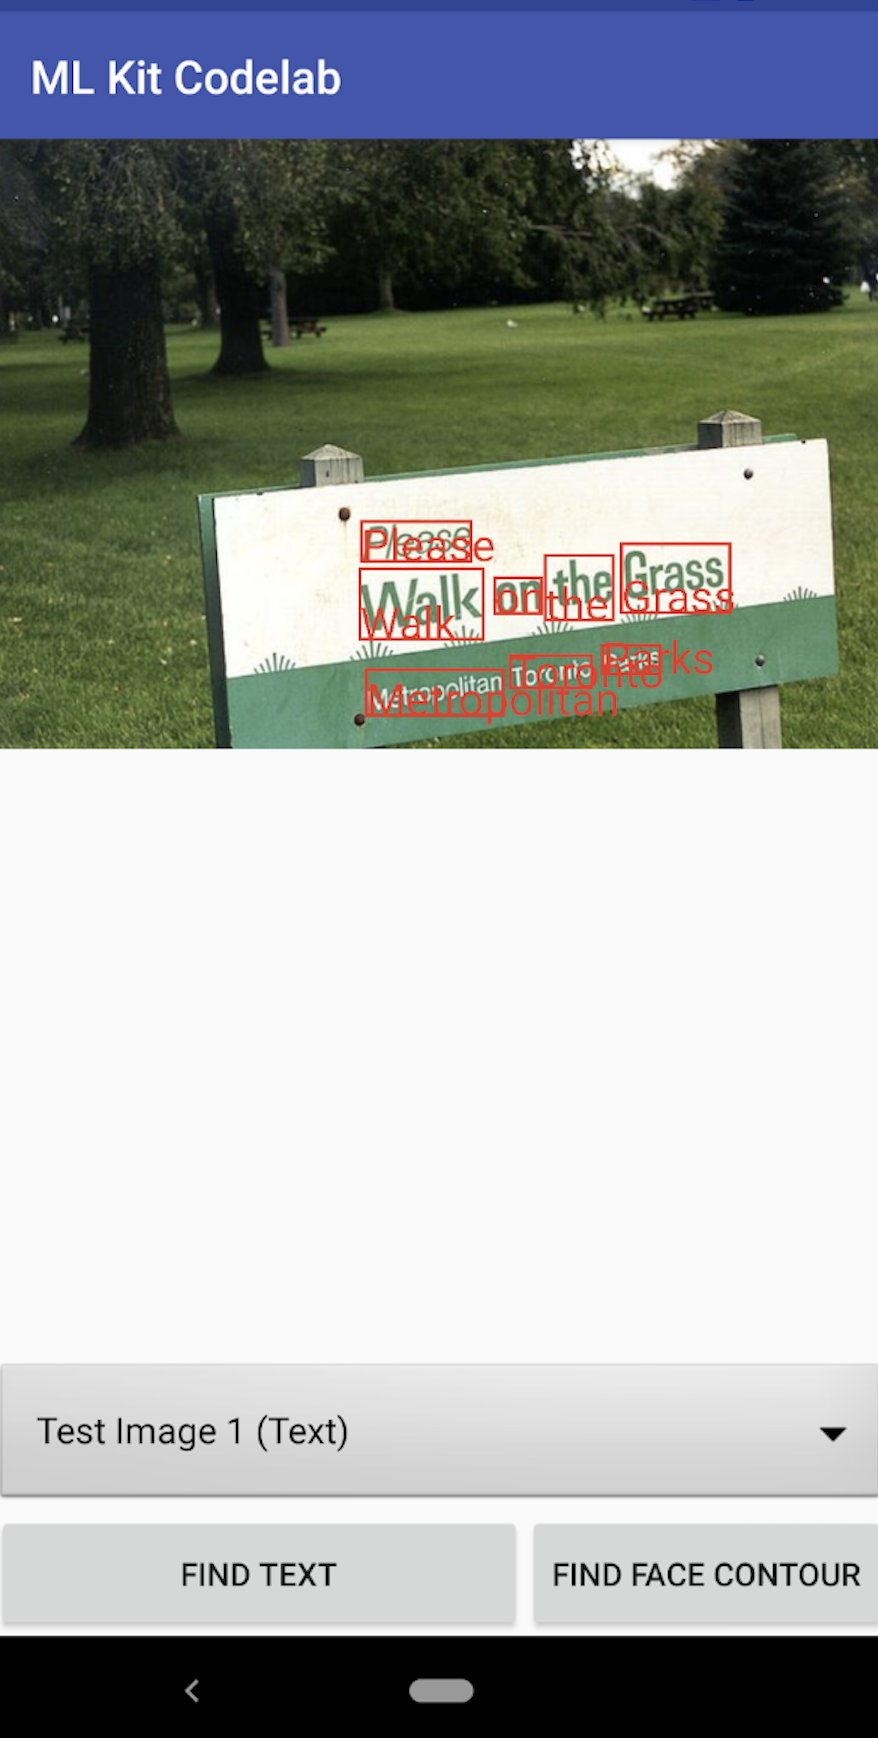 ML Kit Codelab
Please
Please
Walk on the Grass
Walk on the Grass
Metropolitan Toronto Parks
Metropolitan Toronto Parks
Test Image 1 (Text)
FIND TEXT
FIND FACE CONTOUR